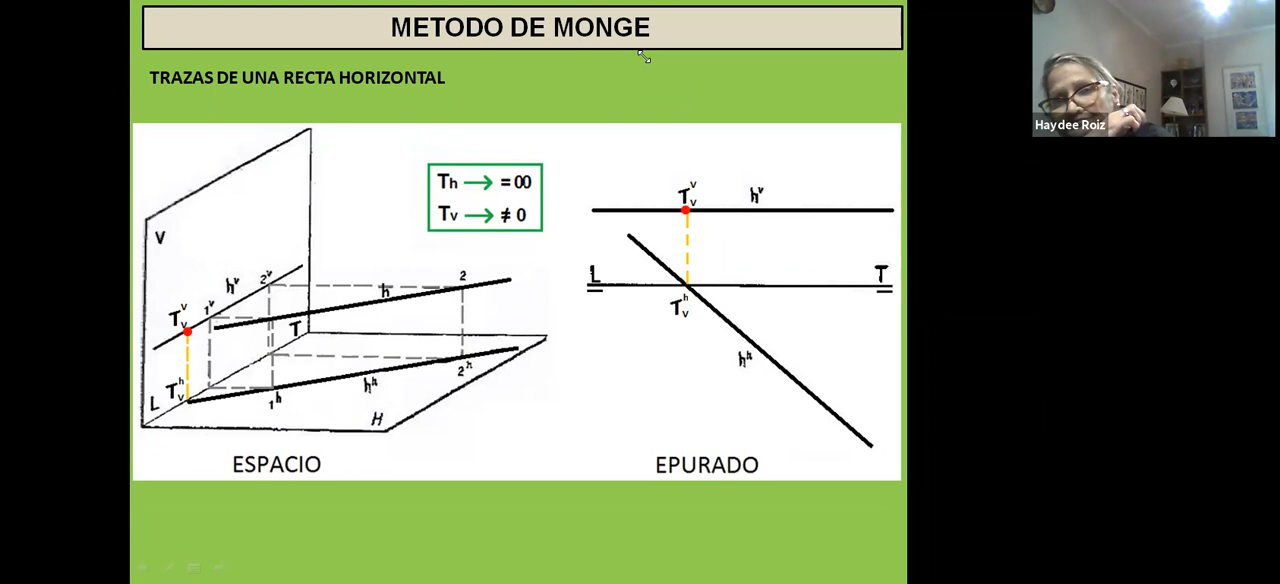 METODO DE MONGE
TRAZAS DE UNA RECTA HORIZONTAL
Haydee Roiz
Th → = ∞
Tv → ≠ 0
V
2ᵛ
hᵛ
1ᵛ
Tᵥᵛ
h
2
T
Tᵥʰ
L
1ʰ
hʰ
2ʰ
H
ESPACIO
Tᵥᵛ
hᵛ
L
T
Tᵥʰ
hʰ
EPURADO